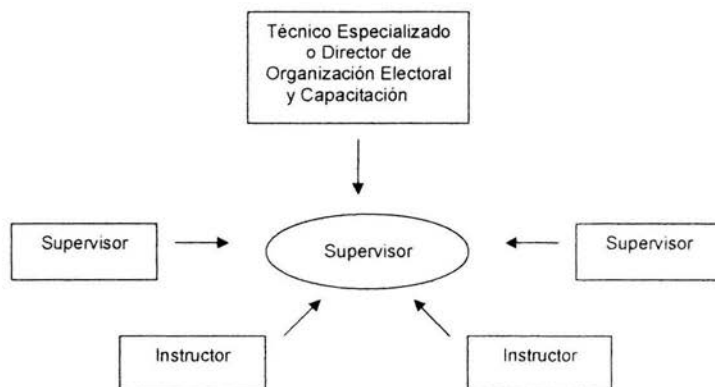 Técnico Especializado
o Director de
Organización Electoral
y Capacitación
Supervisor
Supervisor
Supervisor
Instructor
Instructor